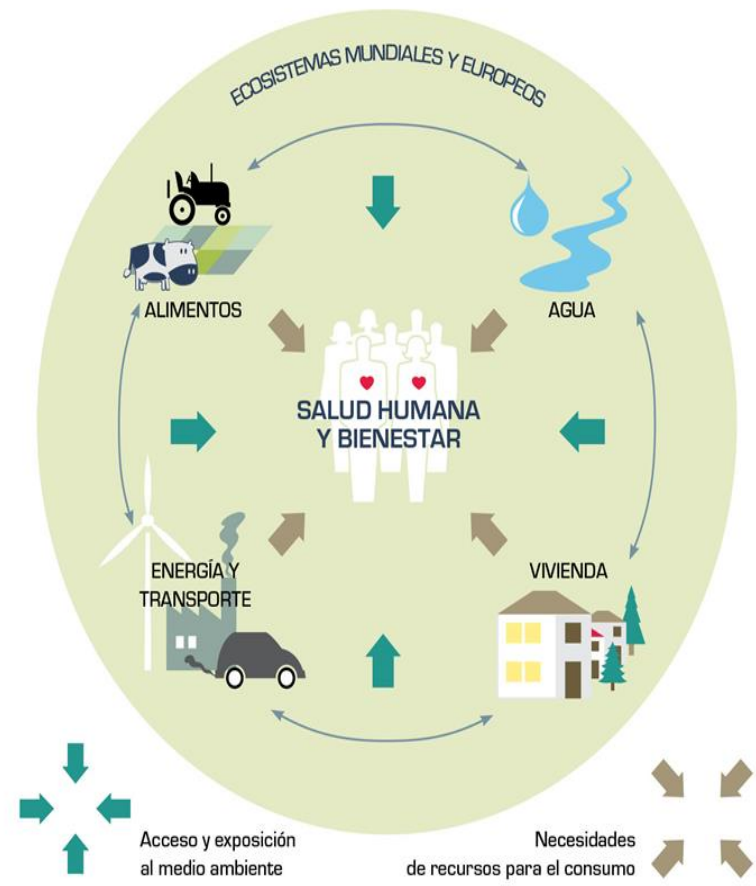 ECOSISTEMAS MUNDIALES Y EUROPEOS
ALIMENTOS
AGUA
SALUD HUMANA
Y BIENESTAR
ENERGÍA Y
TRANSPORTE
VIVIENDA
Acceso y exposición
al medio ambiente
Necesidades
de recursos para el consumo